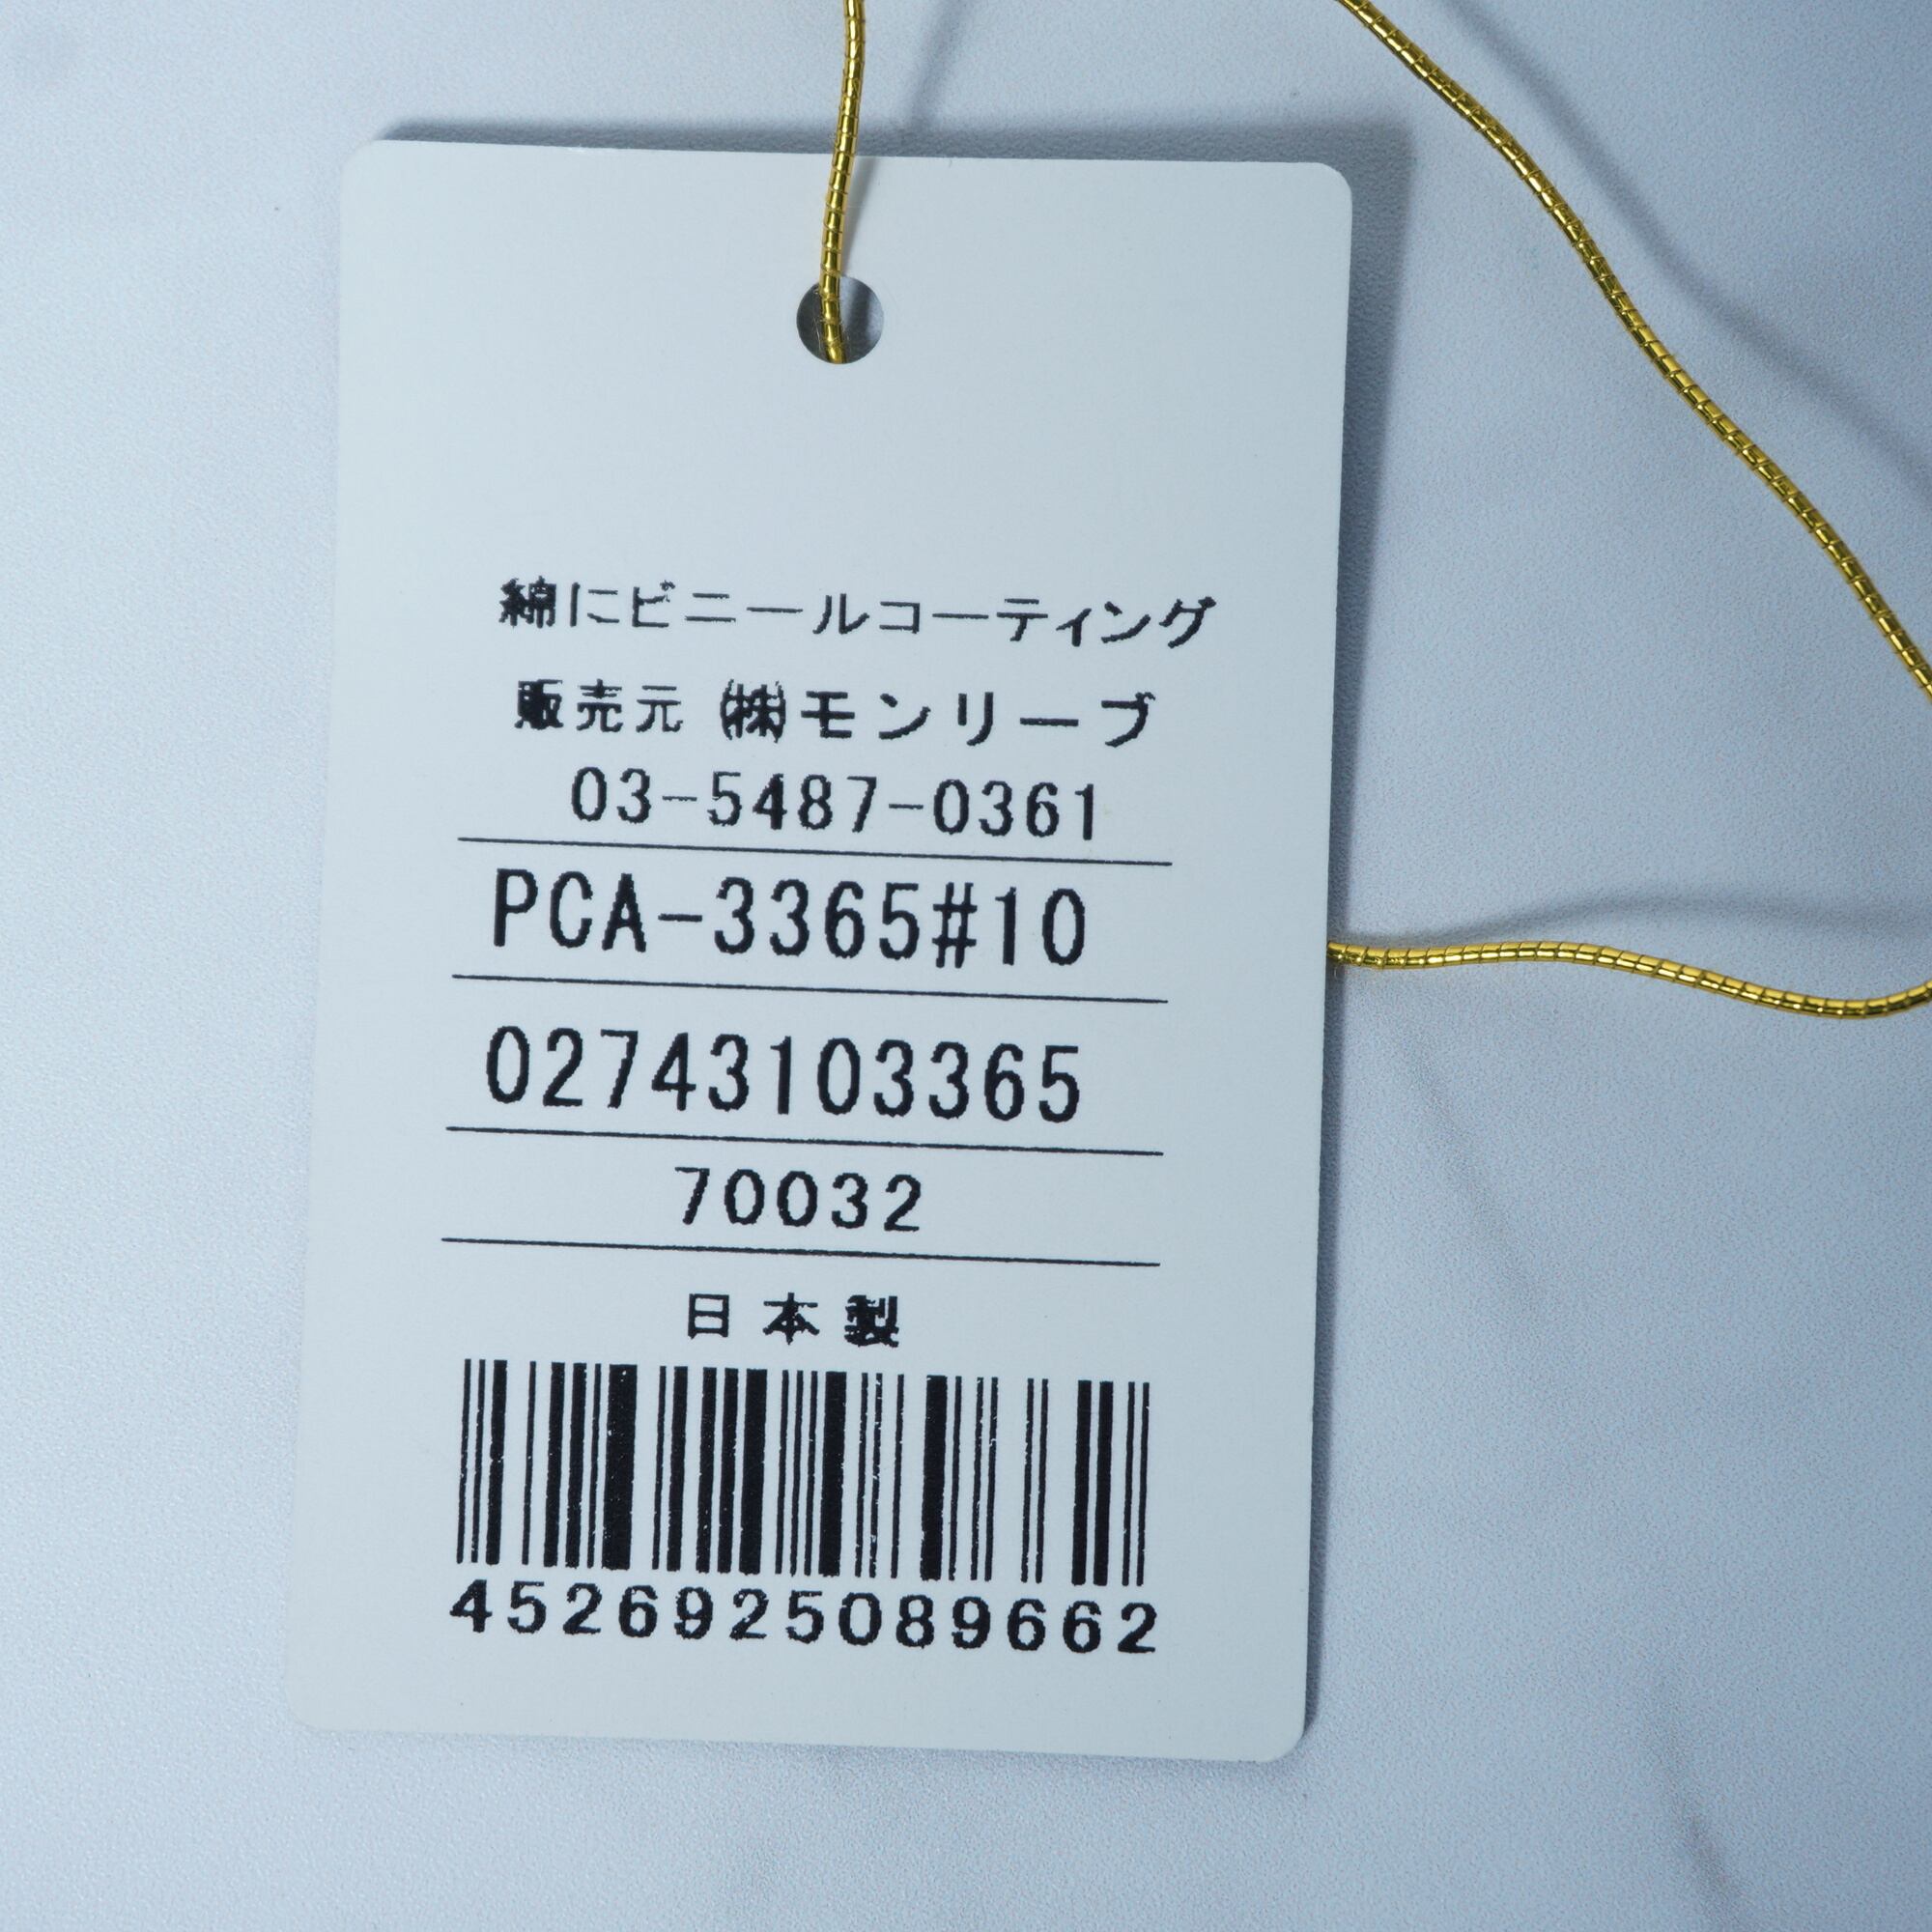 綿にビニールコーティング
販売元 ㈱モンリーブ
03-5487-0361
PCA-3365#10
02743103365
70032
日本製
4526925089662